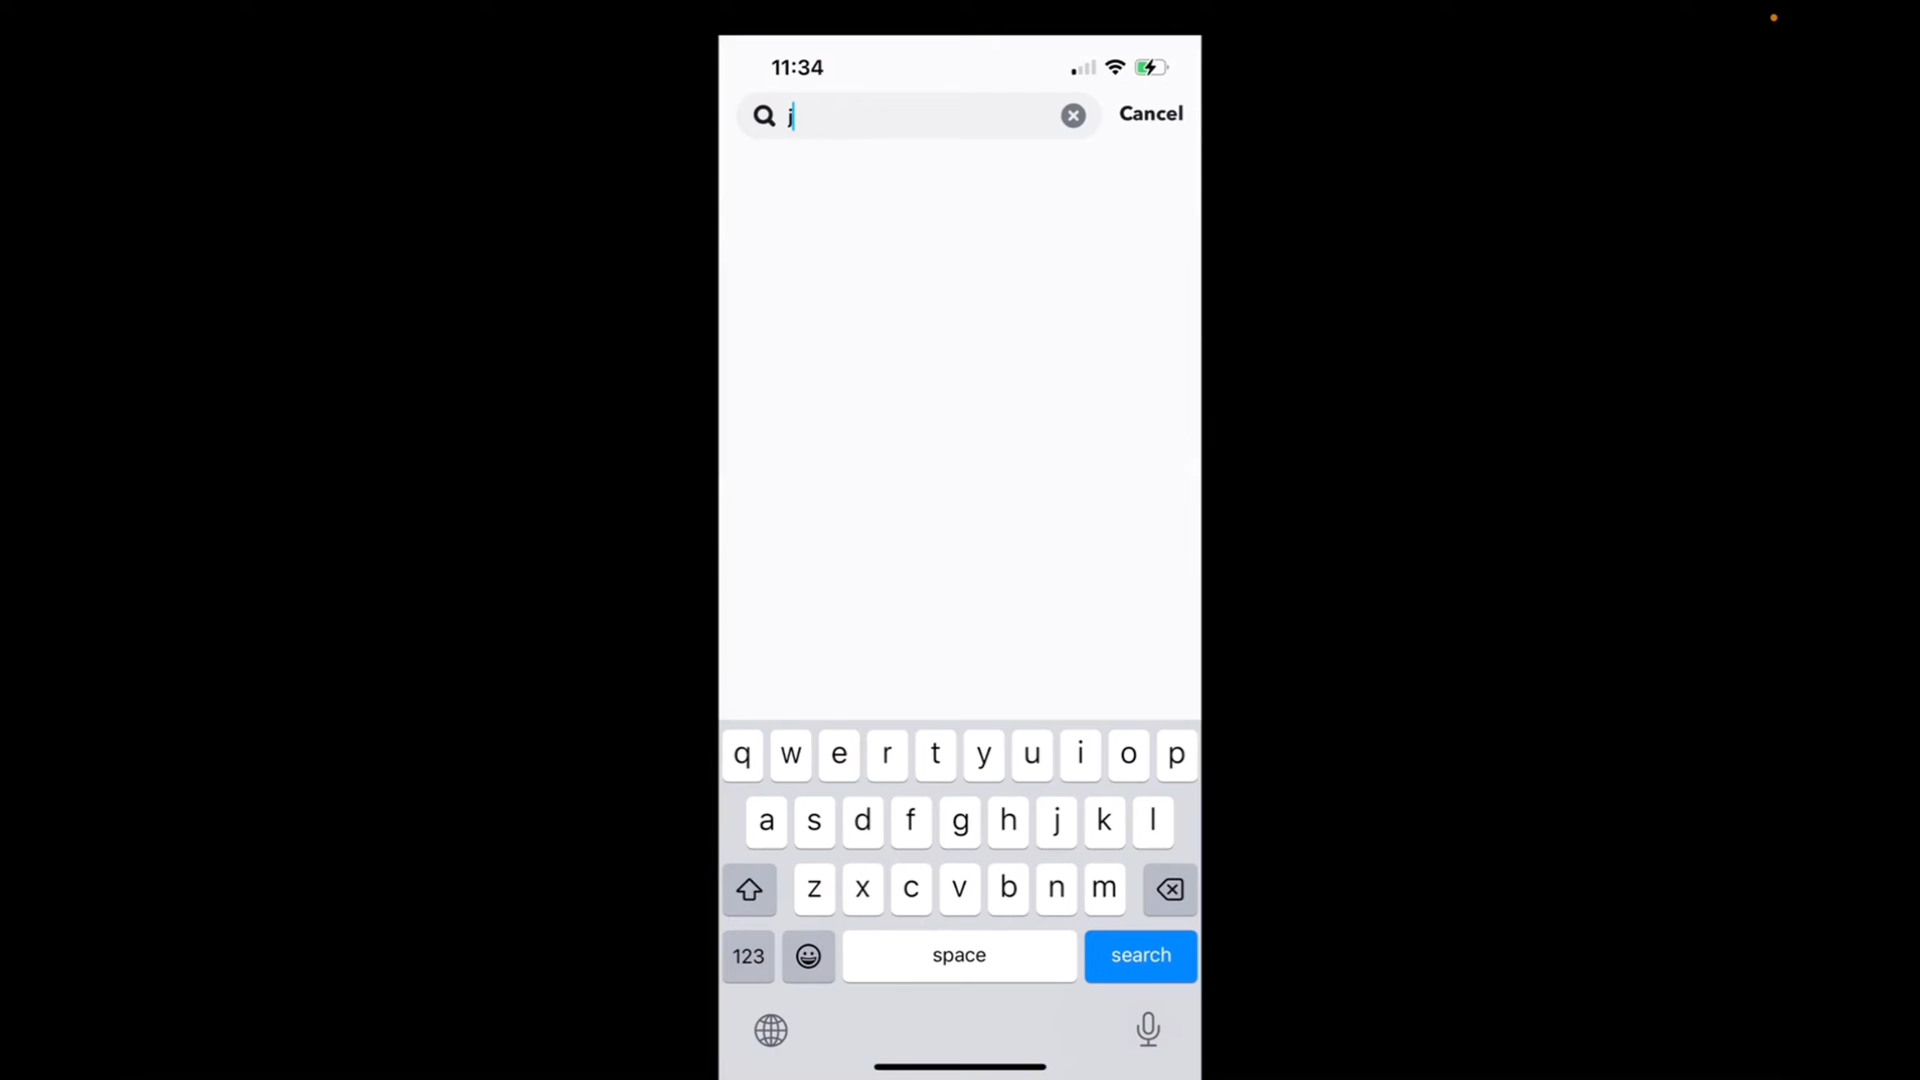 11:34
j Cancel
q w e r t y u i o p
a s d f g h j k l
z x c v b n m
123 space search